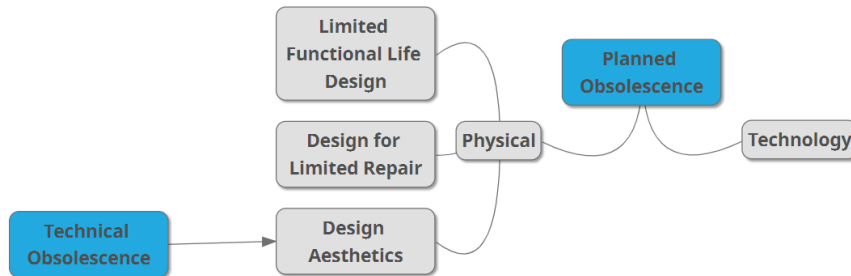 Limited
Functional Life
Design
Planned
Obsolescence
Design for
Limited Repair
Physical
Technology
Design
Aesthetics
Technical
Obsolescence